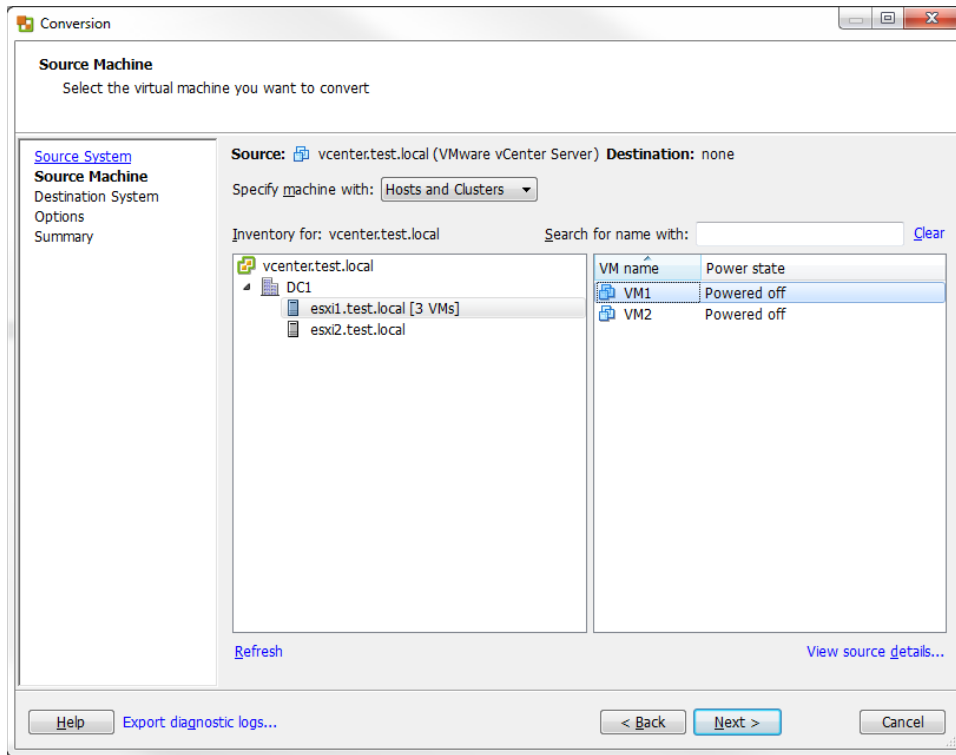 Conversion
Source Machine
Select the virtual machine you want to convert
Source System
Source Machine
Destination System
Options
Summary
Source: vcenter.test.local (VMware vCenter Server) Destination: none
Specify machine with: Hosts and Clusters
Inventory for: vcenter.test.local
Search for name with:
Clear
vcenter.test.local
DC1
esxi1.test.local [3 VMs]
esxi2.test.local
VM name Power state
VM1 Powered off
VM2 Powered off
Refresh
View source details...
Help Export diagnostic logs... < Back Next > Cancel